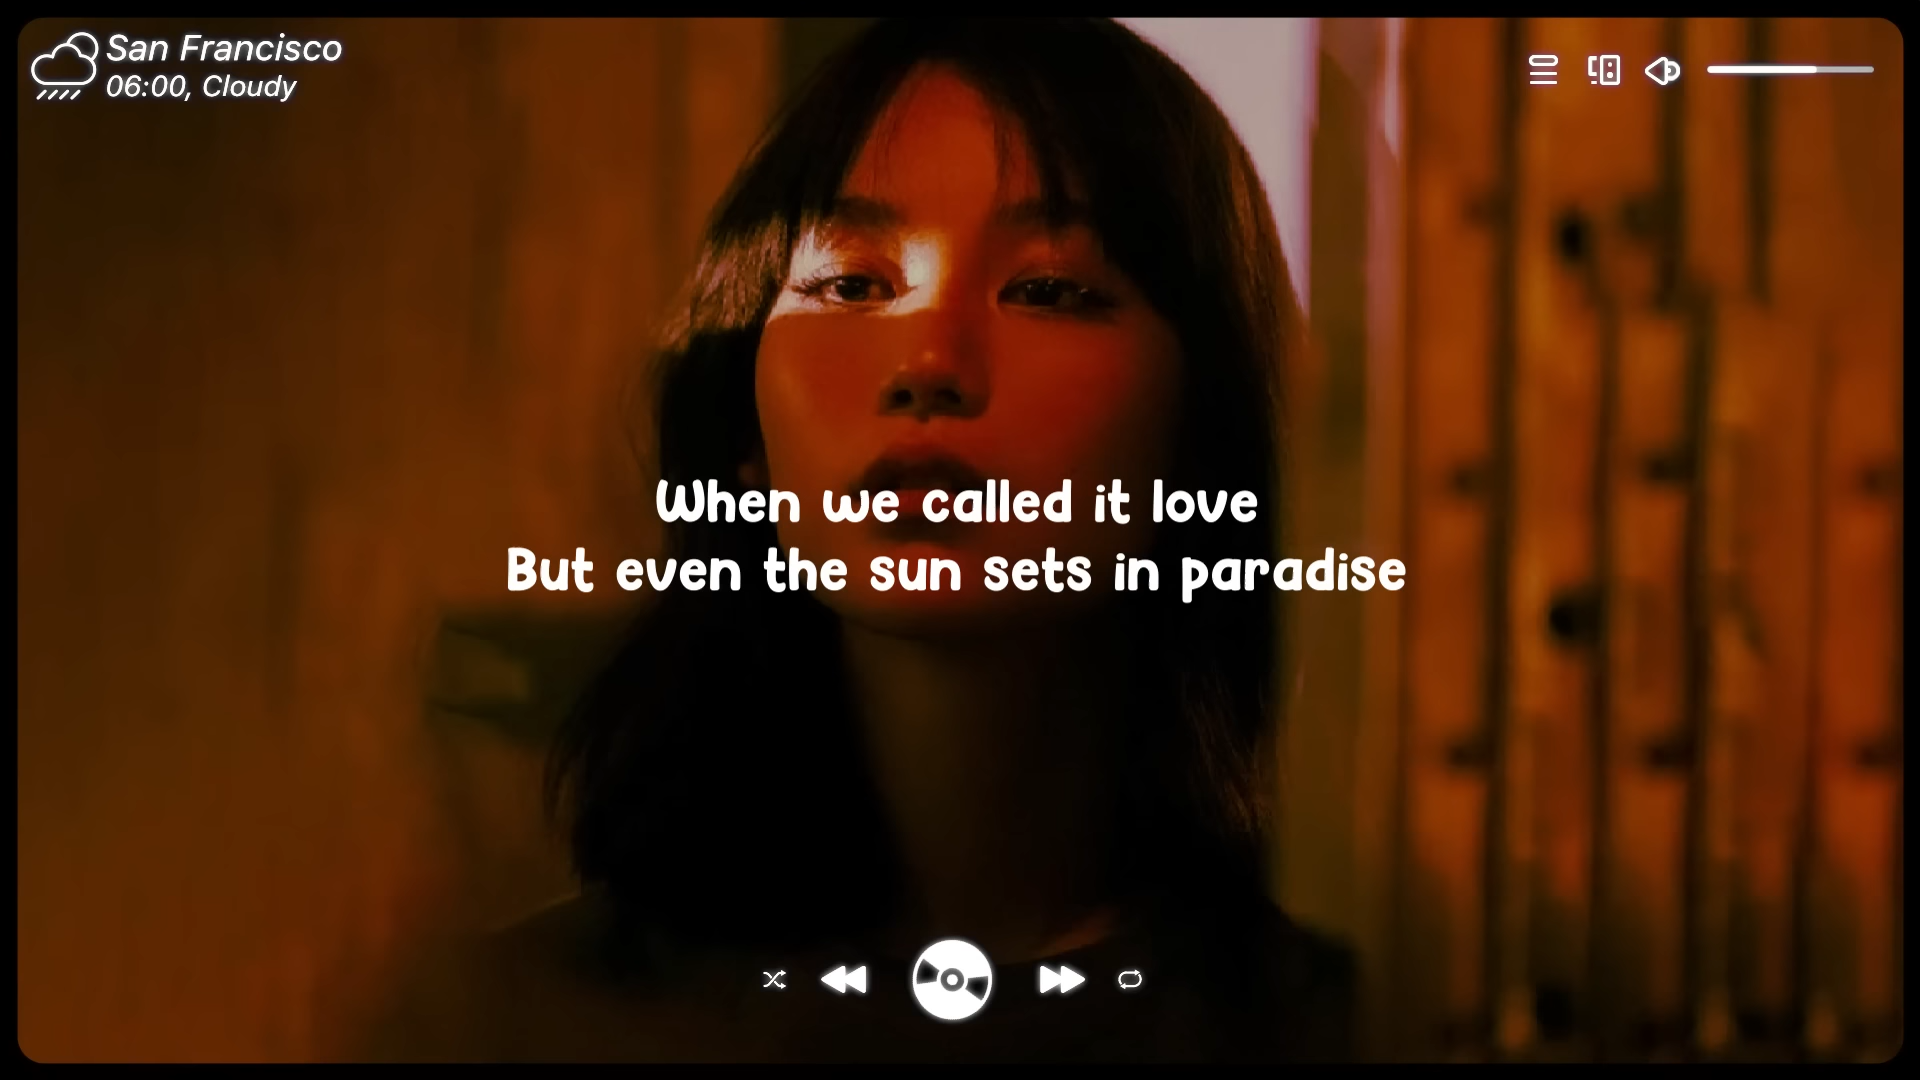 San Francisco
06:00, Cloudy
When we called it love
But even the sun sets in paradise